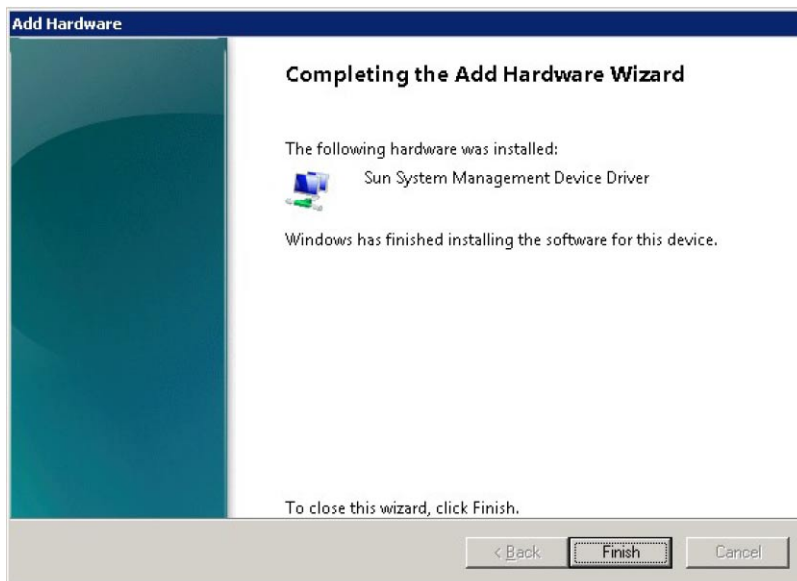 Add Hardware
Completing the Add Hardware Wizard
The following hardware was installed:
Sun System Management Device Driver
Windows has finished installing the software for this device.
To close this wizard, click Finish.
< Back Finish Cancel